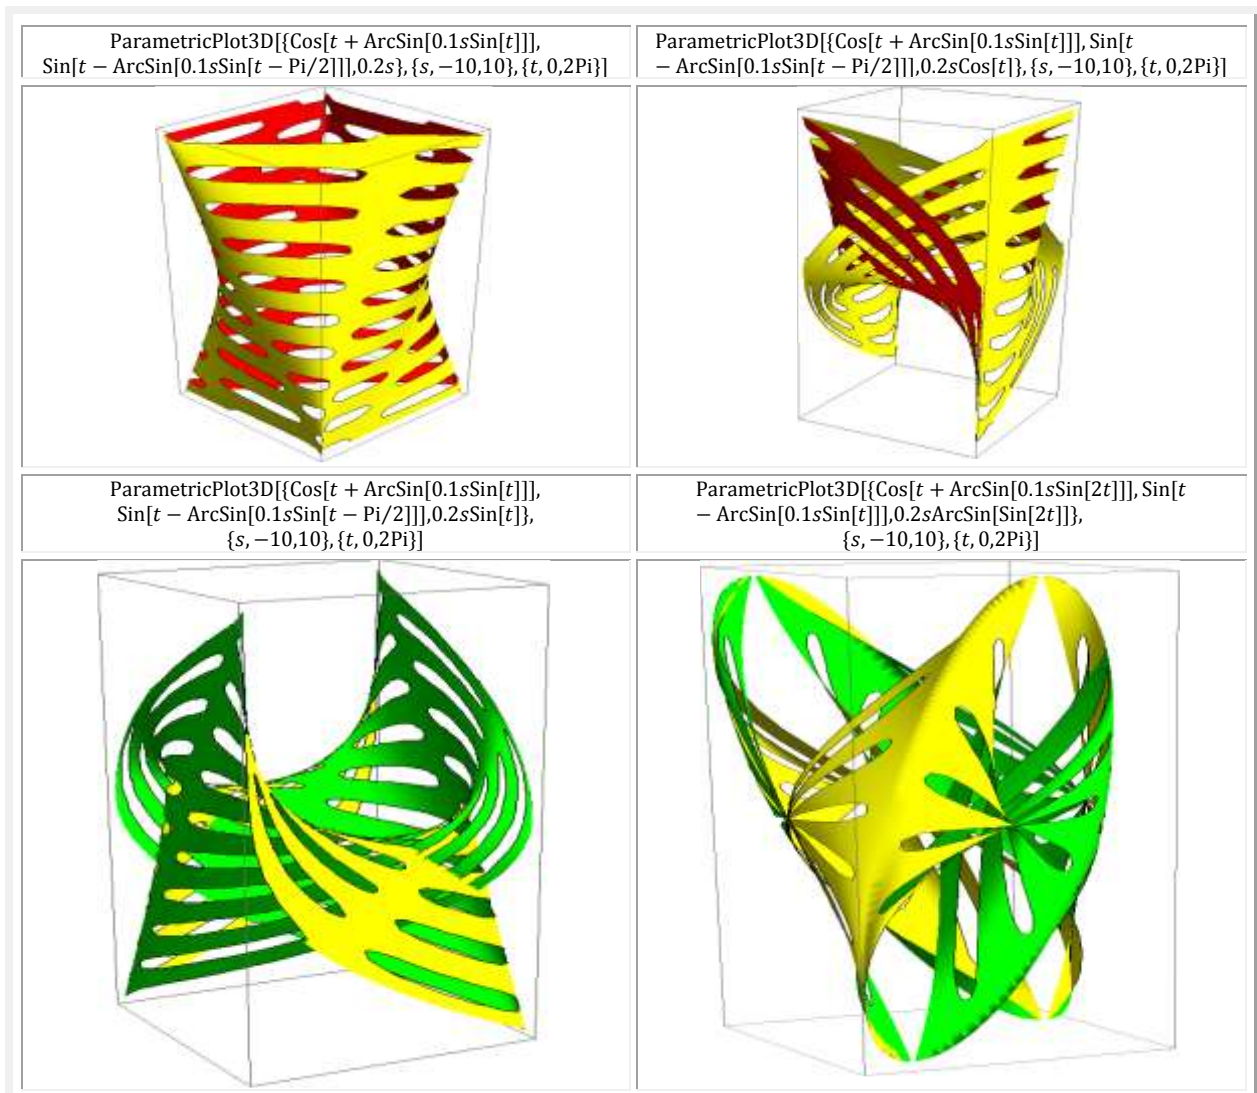 ParametricPlot3D[{Cos[t + ArcSin[0.1sSin[t]]],
Sin[t − ArcSin[0.1sSin[t − Pi/2]]],0.2s},{s,−10,10},{t,0,2Pi}]
ParametricPlot3D[{Cos[t + ArcSin[0.1sSin[t]]],Sin[t
− ArcSin[0.1sSin[t − Pi/2]]],0.2sCos[t]},{s,−10,10},{t,0,2Pi}]
ParametricPlot3D[{Cos[t + ArcSin[0.1sSin[t]]],
Sin[t − ArcSin[0.1sSin[t − Pi/2]]],0.2sSin[t]},
{s,−10,10},{t,0,2Pi}]
ParametricPlot3D[{Cos[t + ArcSin[0.1sSin[2t]]],Sin[t
− ArcSin[0.1sSin[t]]],0.2sArcSin[Sin[2t]]},
{s,−10,10},{t,0,2Pi}]